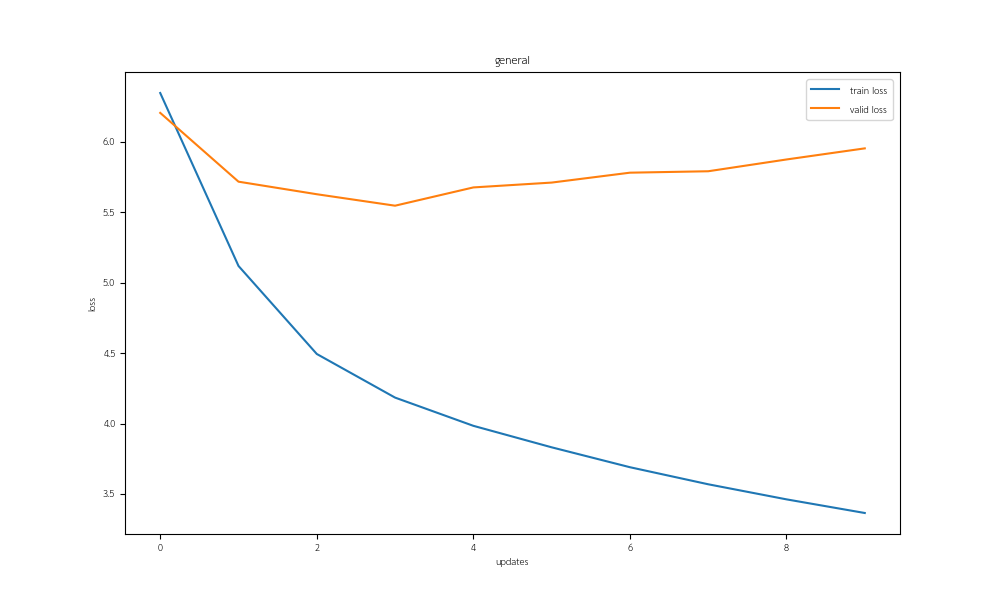 general
train loss
valid loss
6.0
5.5
5.0
4.5
4.0
3.5
loss
0 2 4 6 8
updates